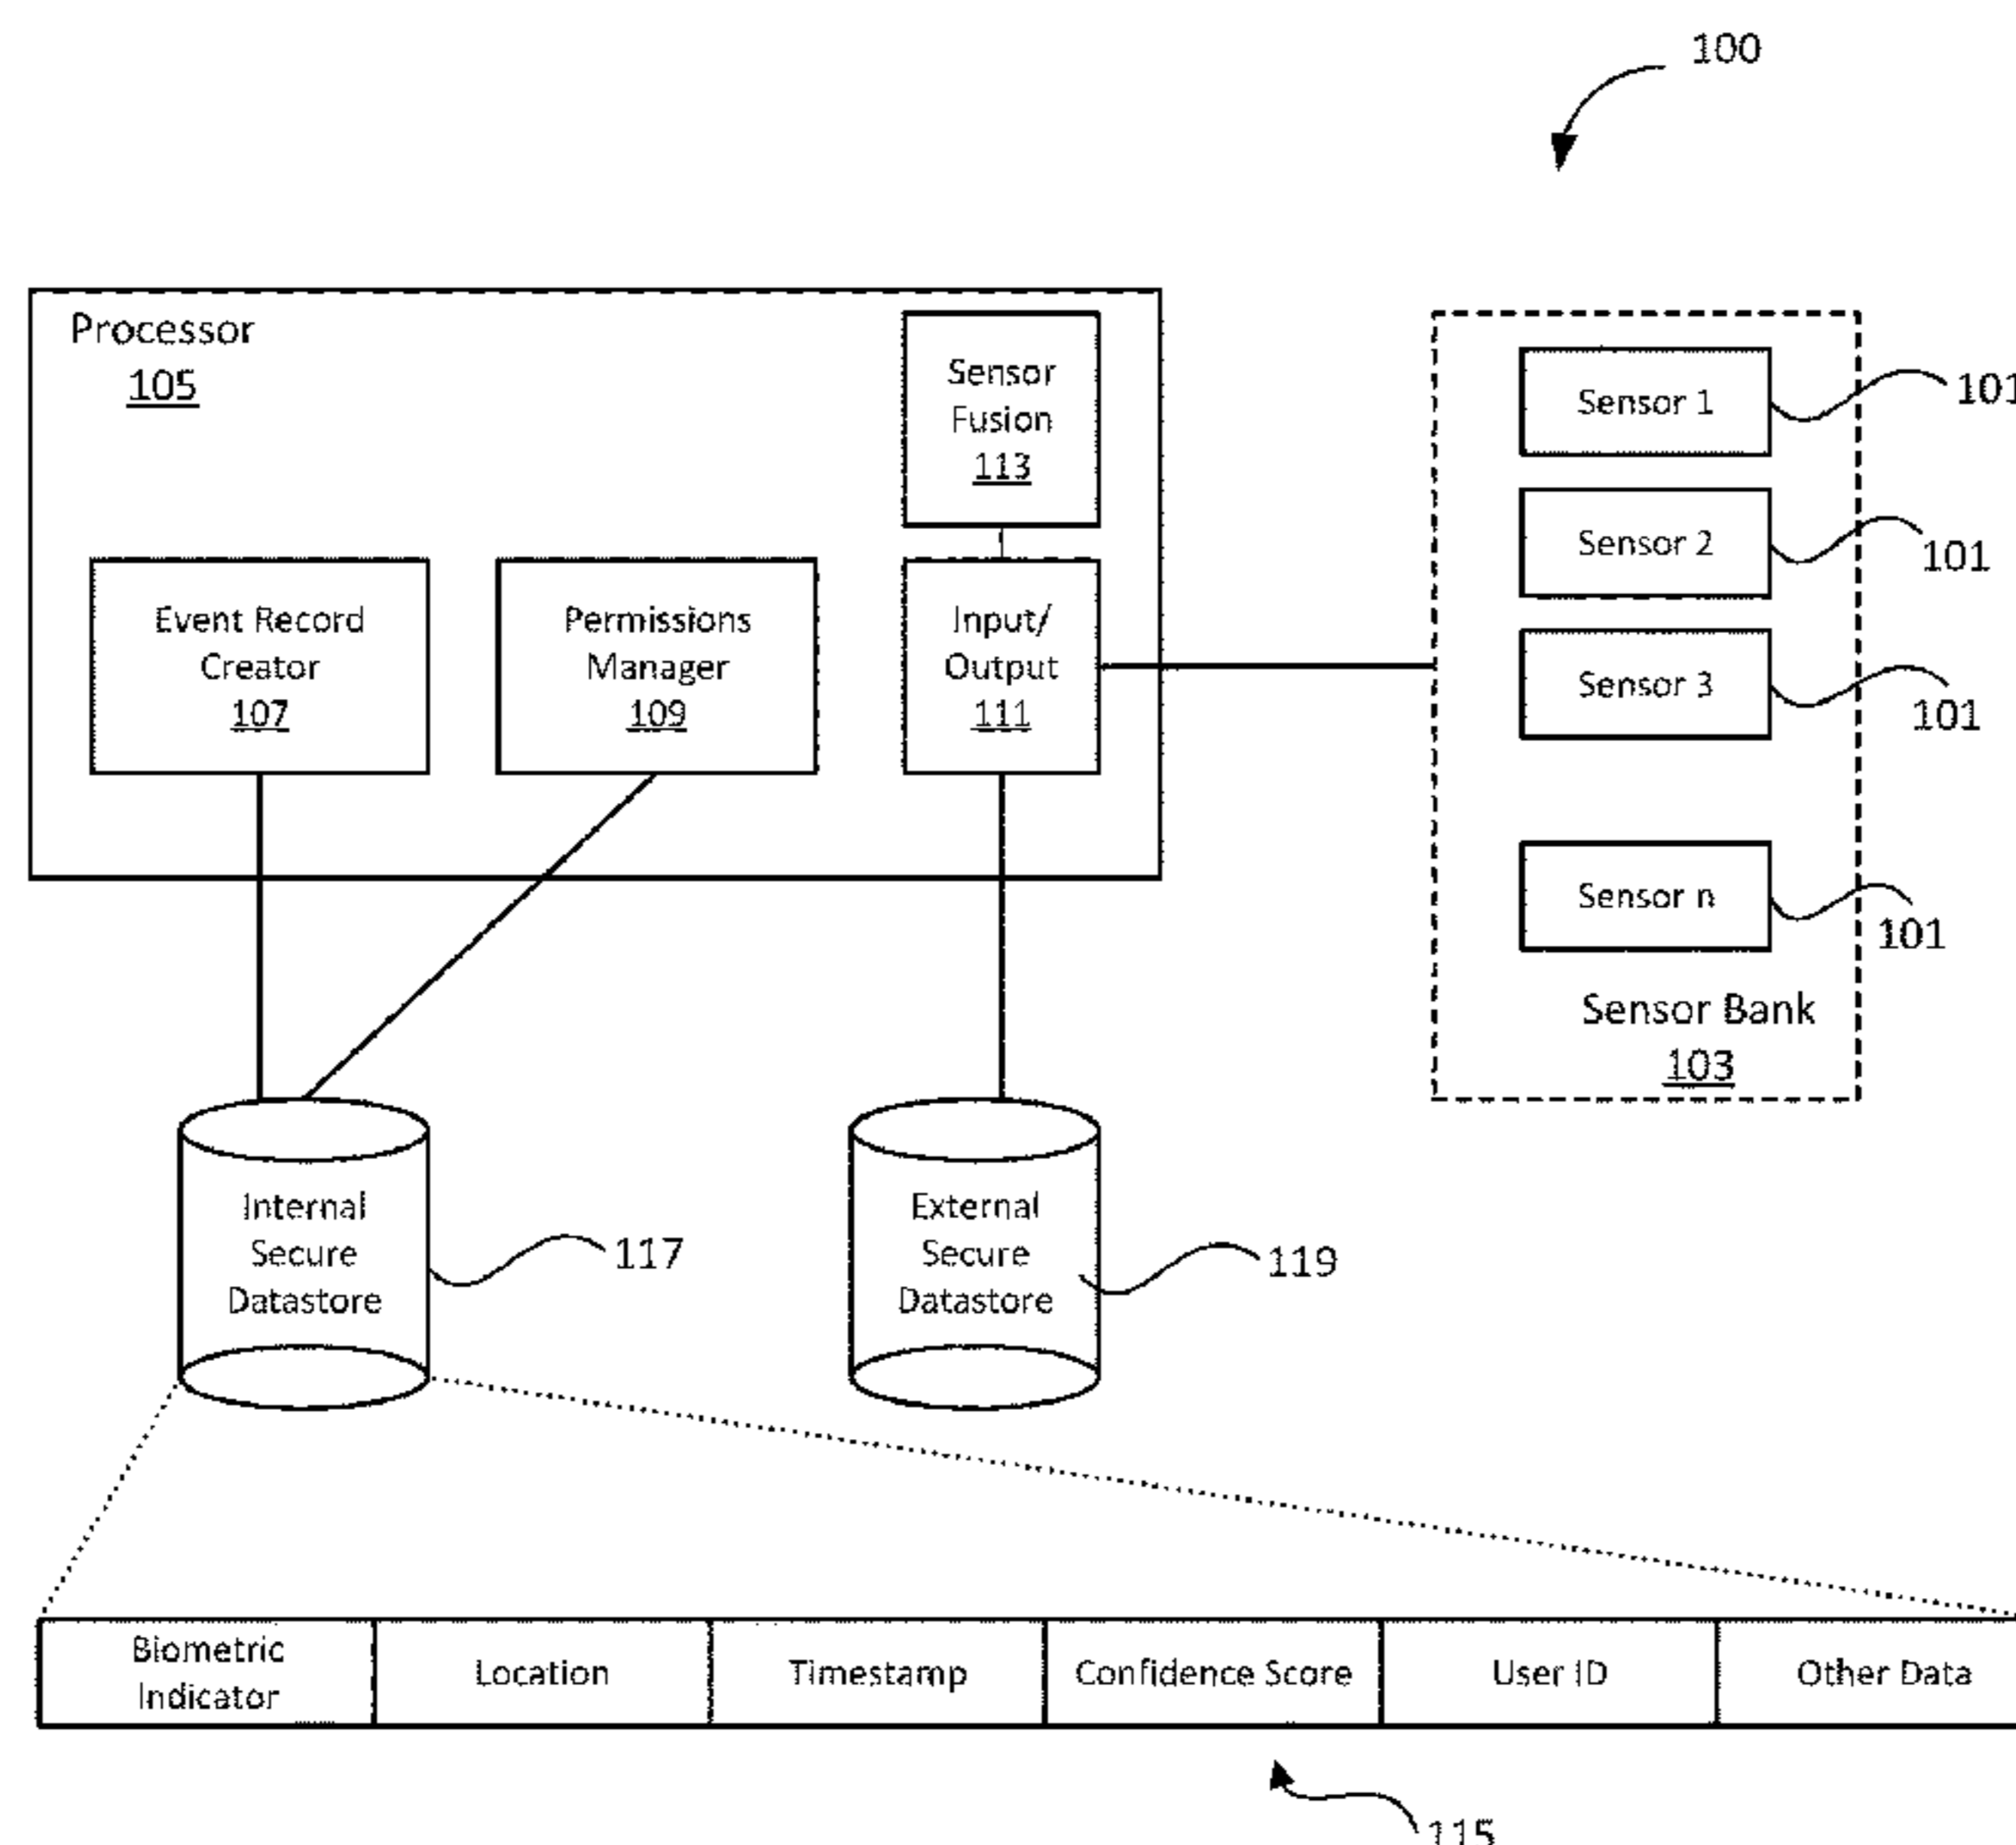 100
Processor
105
Sensor
Fusion
113
Event Record
Creator
107
Permissions
Manager
109
Input/
Output
111
Sensor 1
101
Sensor 2
101
Sensor 3
101
Sensor n
101
Sensor Bank
103
Internal
Secure
Datastore
117
External
Secure
Datastore
119
Biometric
Indicator
Location
Timestamp
Confidence Score
User ID
Other Data
115